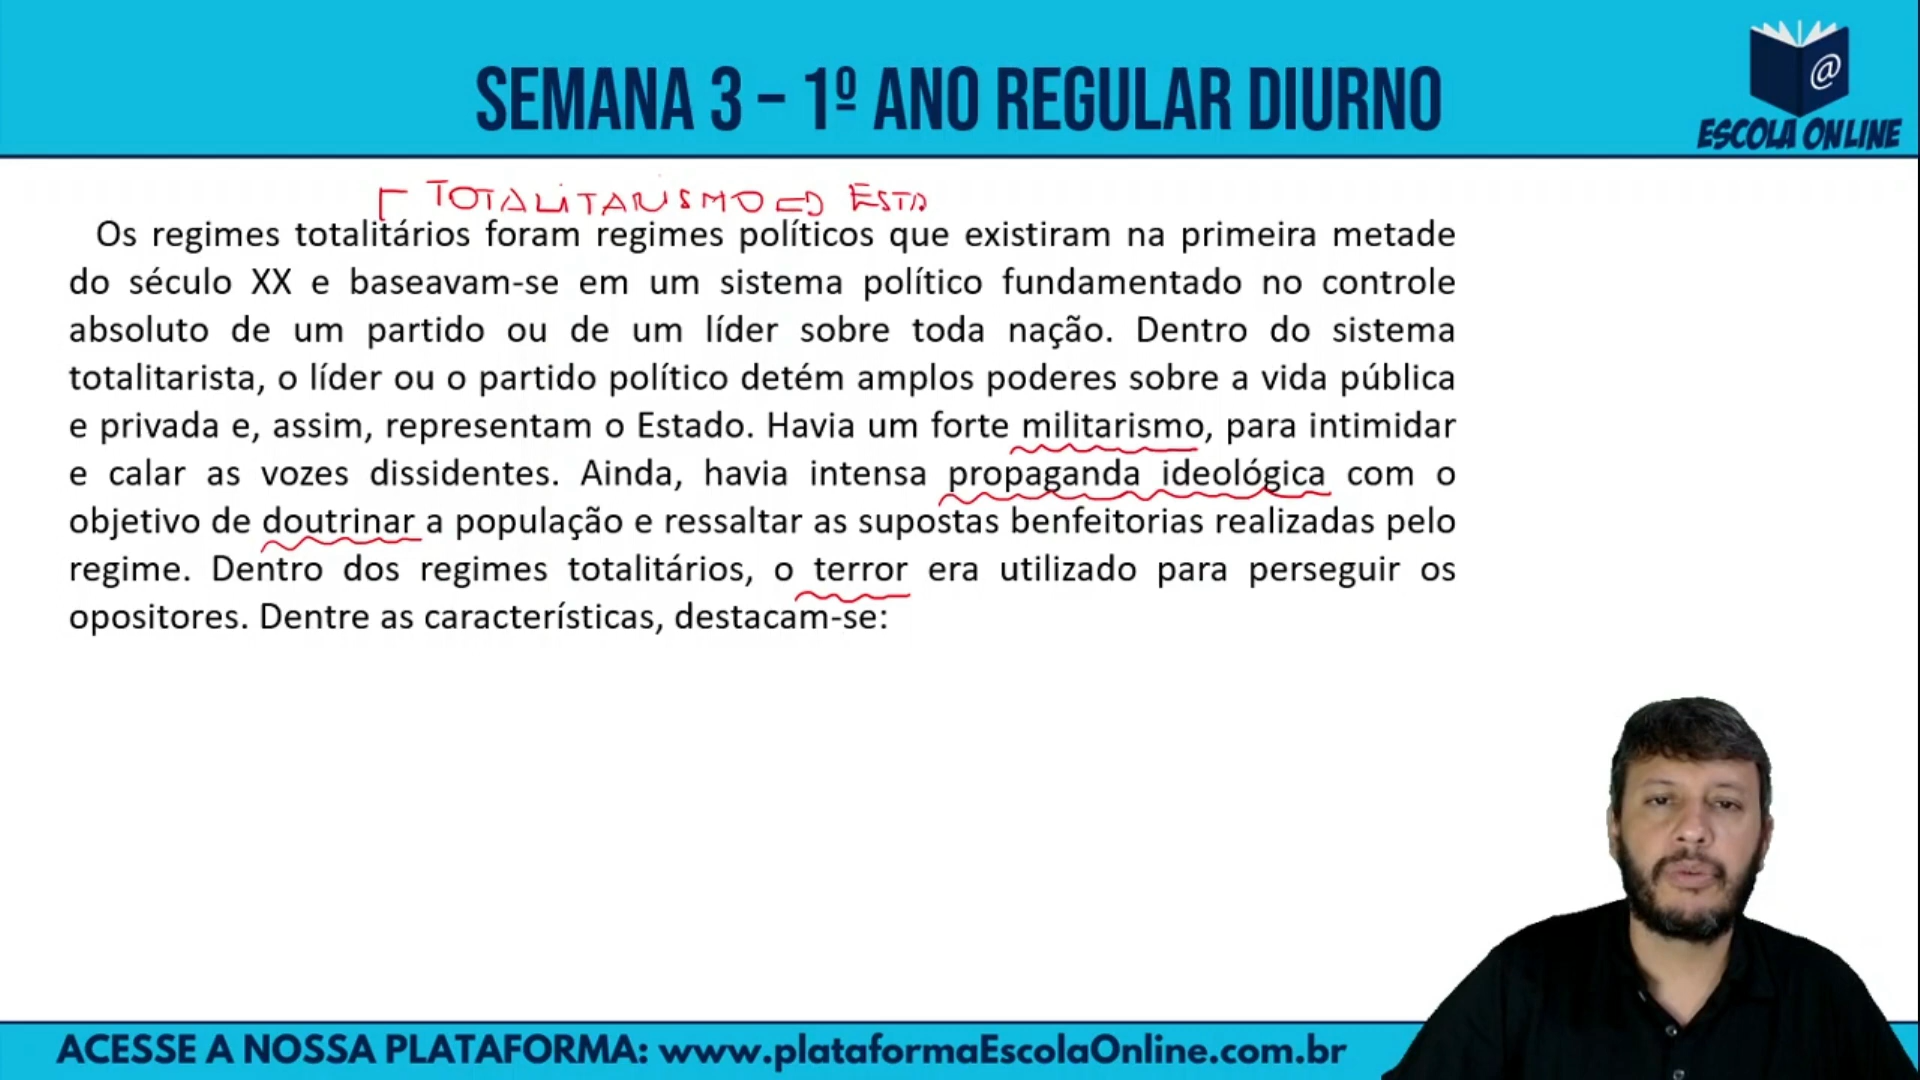 SEMANA 3 – 1º ANO REGULAR DIURNO
@
ESCOLA ONLINE
TOTALITARISMO => ESTA
Os regimes totalitários foram regimes políticos que existiram na primeira metade
do século XX e baseavam-se em um sistema político fundamentado no controle
absoluto de um partido ou de um líder sobre toda nação. Dentro do sistema
totalitarista, o líder ou o partido político detém amplos poderes sobre a vida pública
e privada e, assim, representam o Estado. Havia um forte militarismo, para intimidar
e calar as vozes dissidentes. Ainda, havia intensa propaganda ideológica com o
objetivo de doutrinar a população e ressaltar as supostas benfeitorias realizadas pelo
regime. Dentro dos regimes totalitários, o terror era utilizado para perseguir os
opositores. Dentre as características, destacam-se:
ACESSE A NOSSA PLATAFORMA: www.plataformaEscolaOnline.com.br